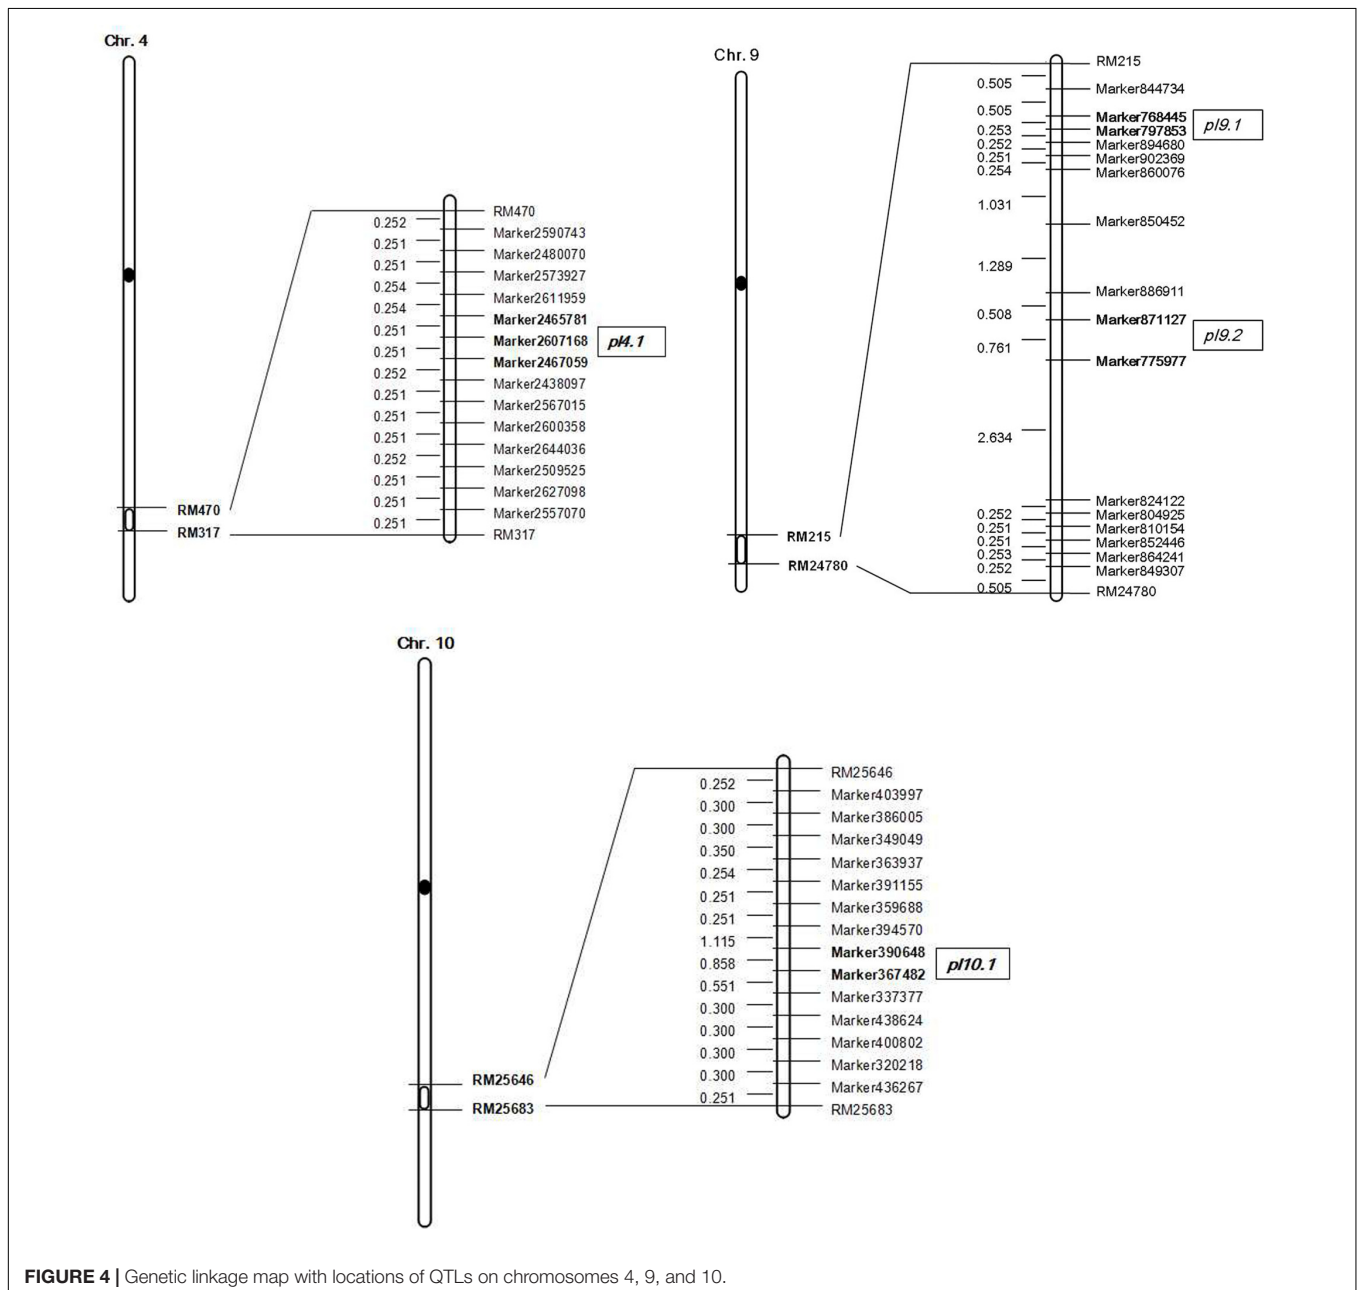 Chr. 4
RM470
RM317
RM470
0.252
Marker2590743
0.251
Marker2480070
0.251
Marker2573927
0.254
Marker2611959
0.254
Marker2465781
0.251
Marker2607168
pl4.1
0.251
Marker2467059
0.252
Marker2438097
0.251
Marker2567015
0.251
Marker2600358
0.251
Marker2644036
0.252
Marker2509525
0.251
Marker2627098
0.251
Marker2557070
0.251
RM317
Chr. 9
RM215
RM24780
RM215
0.505
Marker844734
0.505
Marker768445
pl9.1
0.253
Marker797853
0.252
Marker894680
0.251
Marker902369
0.254
Marker860076
1.031
Marker850452
1.289
Marker886911
0.508
Marker871127
pl9.2
0.761
Marker775977
2.634
Marker824122
0.252
Marker804925
0.251
Marker810154
0.251
Marker852446
0.253
Marker864241
0.252
Marker849307
0.505
RM24780
Chr. 10
RM25646
RM25683
RM25646
0.252
Marker403997
0.300
Marker386005
0.300
Marker349049
0.350
Marker363937
0.254
Marker391155
0.251
Marker359688
0.251
Marker394570
1.115
Marker390648
pl10.1
0.858
Marker367482
0.551
Marker337377
0.300
Marker438624
0.300
Marker400802
0.300
Marker320218
0.300
Marker436267
0.251
RM25683
FIGURE 4 | Genetic linkage map with locations of QTLs on chromosomes 4, 9, and 10.